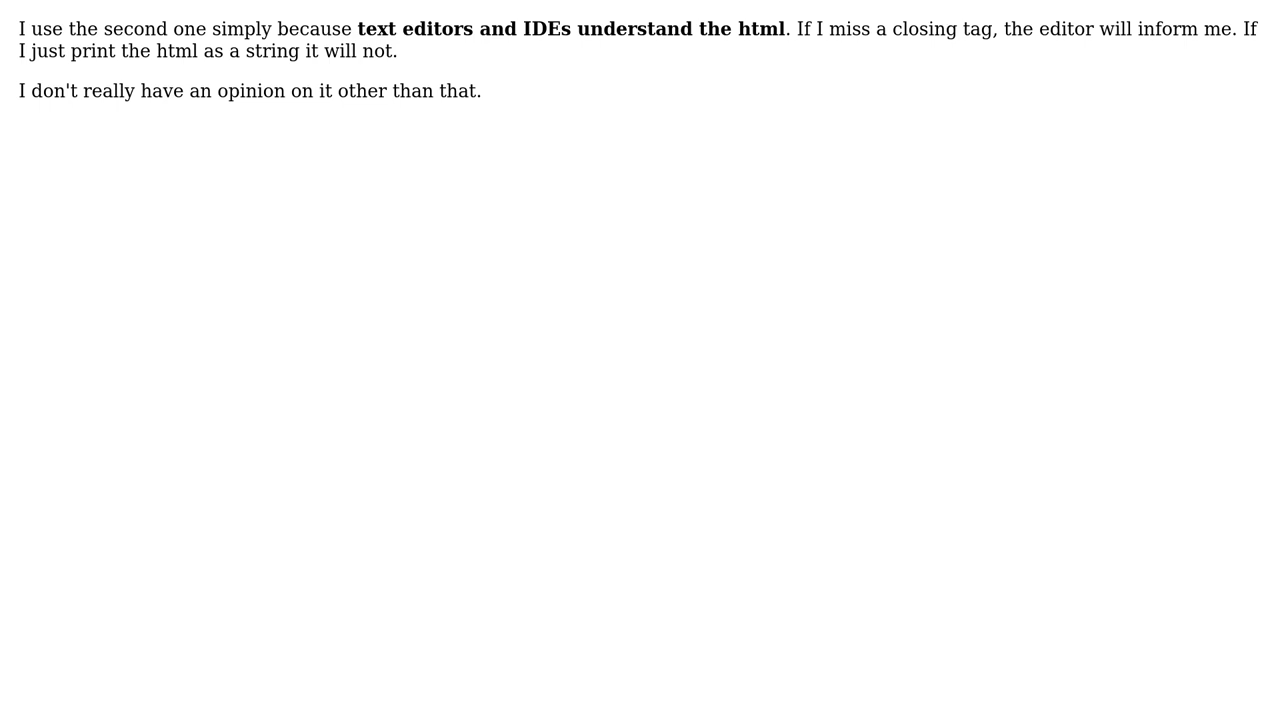 I use the second one simply because text editors and IDEs understand the html. If I miss a closing tag, the editor will inform me. If
I just print the html as a string it will not.
I don't really have an opinion on it other than that.